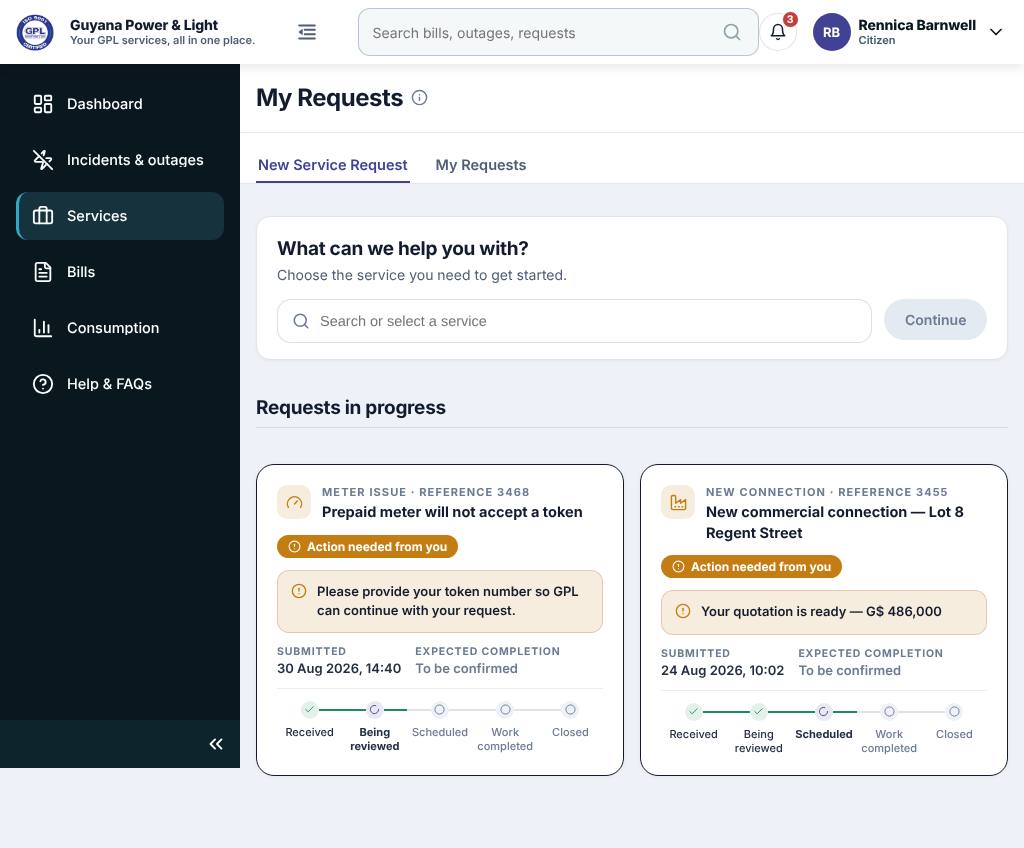 ISO 9001
GPL
CERTIFIED
Guyana Power & Light
Your GPL services, all in one place.
Search bills, outages, requests
3
RB
Rennica Barnwell
Citizen
Dashboard
Incidents & outages
Services
Bills
Consumption
Help & FAQs
My Requests
New Service Request
My Requests
What can we help you with?
Choose the service you need to get started.
Search or select a service
Continue
Requests in progress
METER ISSUE · REFERENCE 3468
Prepaid meter will not accept a token
Action needed from you
Please provide your token number so GPL
can continue with your request.
SUBMITTED
EXPECTED COMPLETION
30 Aug 2026, 14:40
To be confirmed
Received
Being
reviewed
Scheduled
Work
completed
Closed
NEW CONNECTION · REFERENCE 3455
New commercial connection — Lot 8
Regent Street
Action needed from you
Your quotation is ready — G$ 486,000
SUBMITTED
EXPECTED COMPLETION
24 Aug 2026, 10:02
To be confirmed
Received
Being
reviewed
Scheduled
Work
completed
Closed